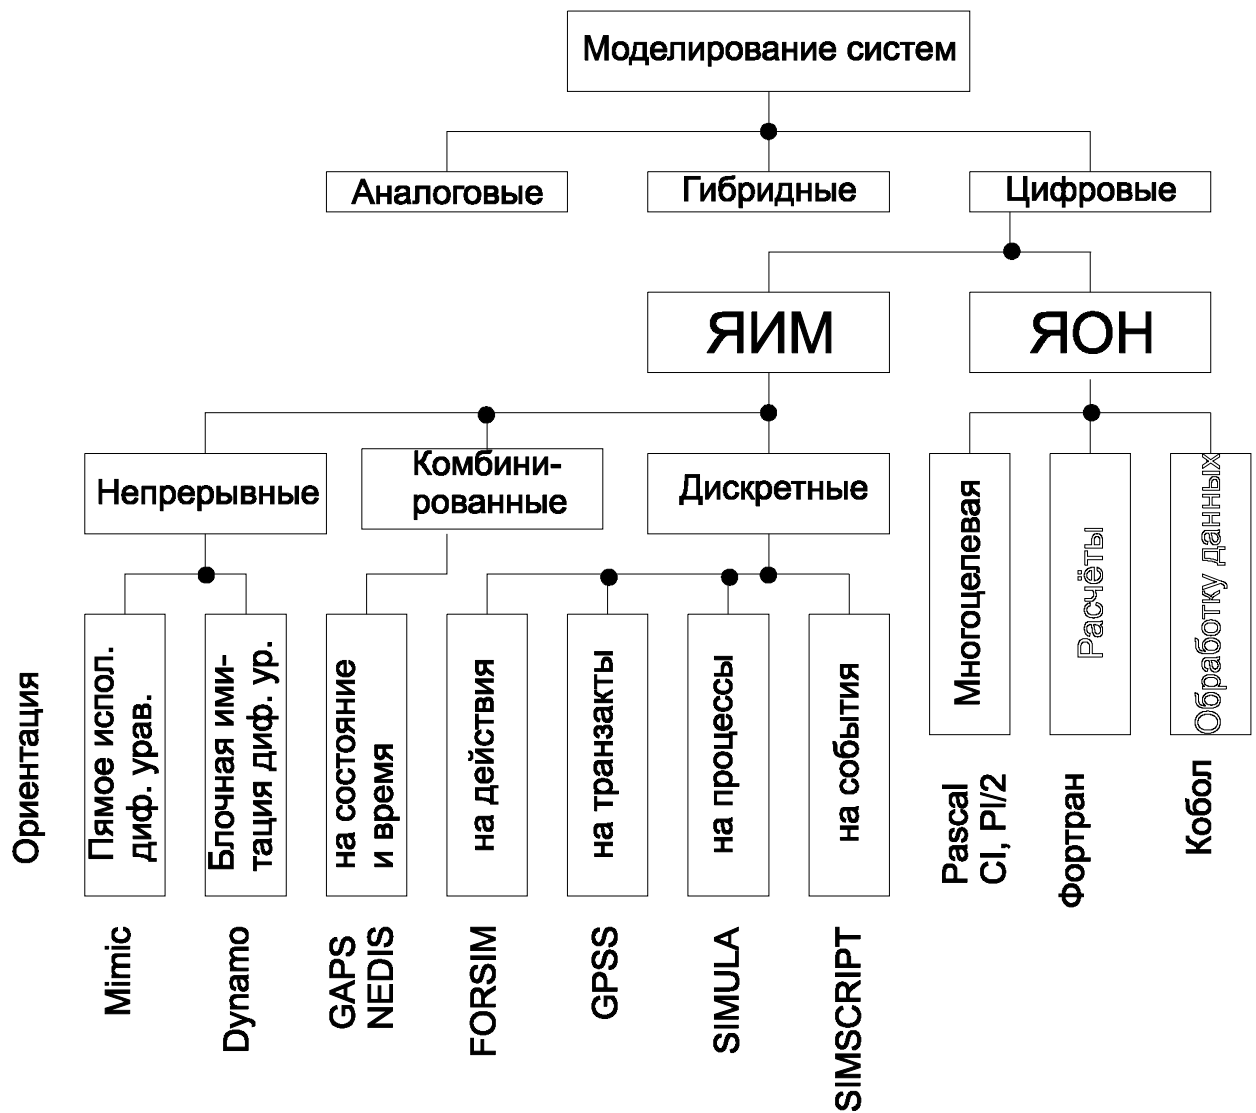 Моделирование систем
Аналоговые
Гибридные
Цифровые
ЯИМ
ЯОН
Непрерывные
Комбини-
рованные
Дискретные
Ориентация
Пямое испол.
диф. урав.
Блочная ими-
тация диф. ур.
на состояние
и время
на действия
на транзакты
на процессы
на события
Многоцелевая
Расчёты
Обработку данных
Mimic
Dynamo
GAPS
NEDIS
FORSIM
GPSS
SIMULA
SIMSCRIPT
Pascal
CI, PI/2
Фортран
Кобол